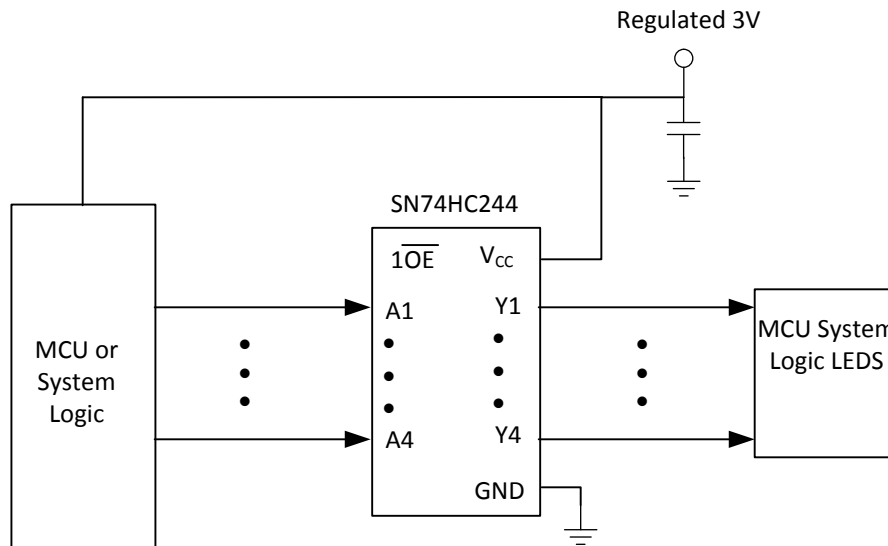 Regulated 3V
SN74HC244
1OE
VCC
A1
Y1
MCU or
System
Logic
MCU System
Logic LEDS
A4
Y4
GND